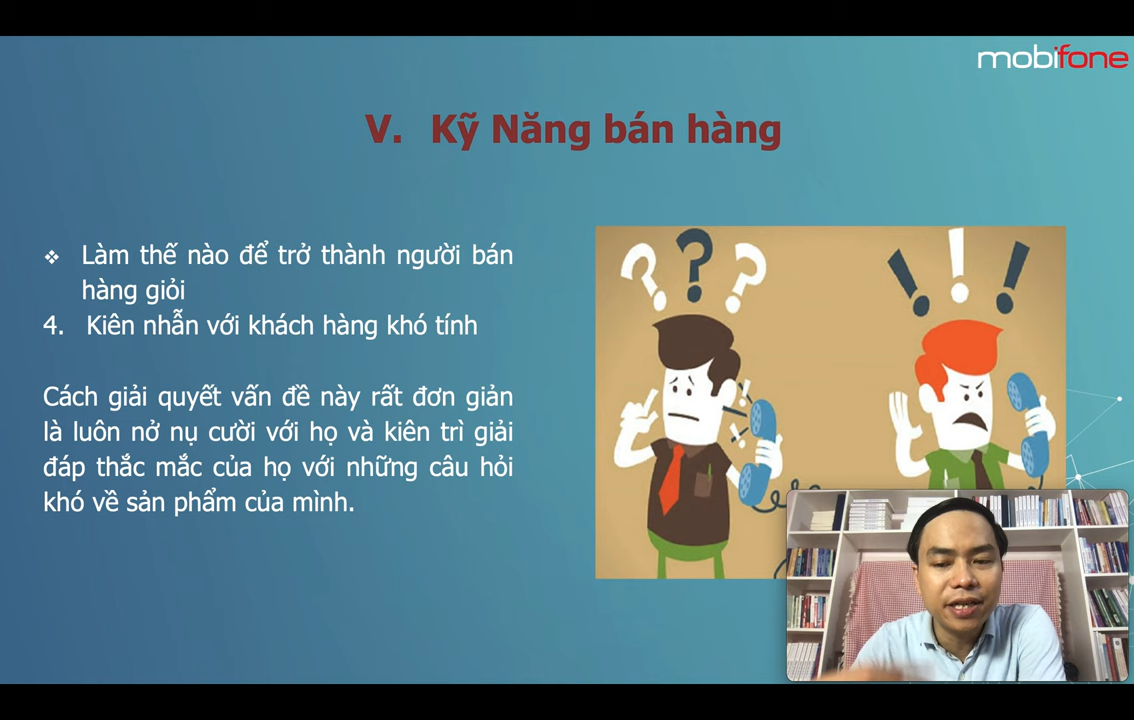 mobifone
V. Kỹ Năng bán hàng
❖ Làm thế nào để trở thành người bán
hàng giỏi
4. Kiên nhẫn với khách hàng khó tính
Cách giải quyết vấn đề này rất đơn giản
là luôn nở nụ cười với họ và kiên trì giải
đáp thắc mắc của họ với những câu hỏi
khó về sản phẩm của mình.
???
!!!